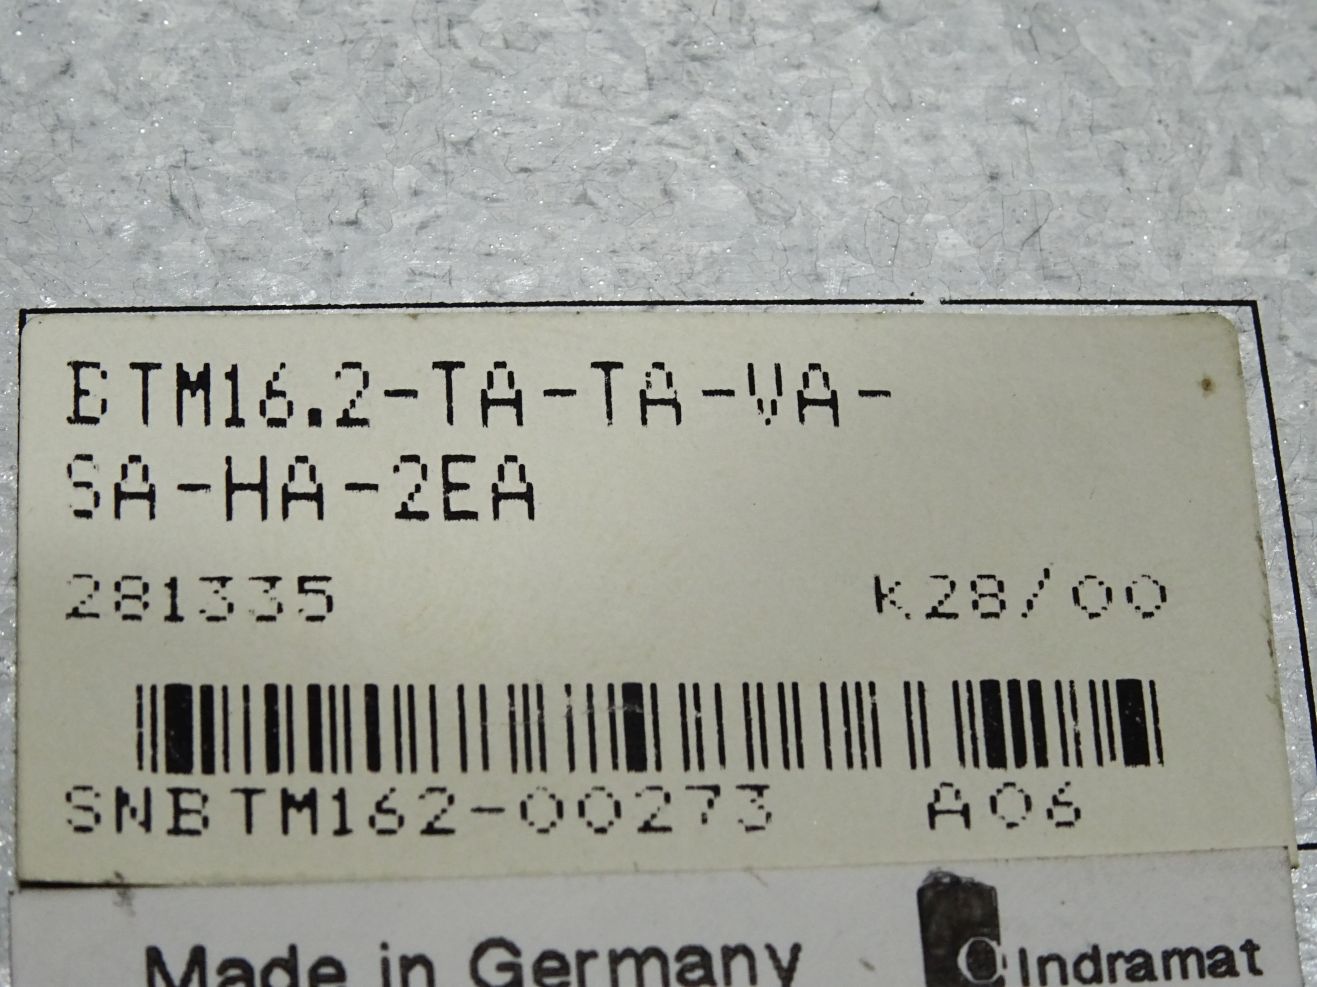 BTM16.2-TA-TA-VA-
SA-HA-2EA
281335 K28/00
SNBTM162-00273 A06
Made in Germany Indramat